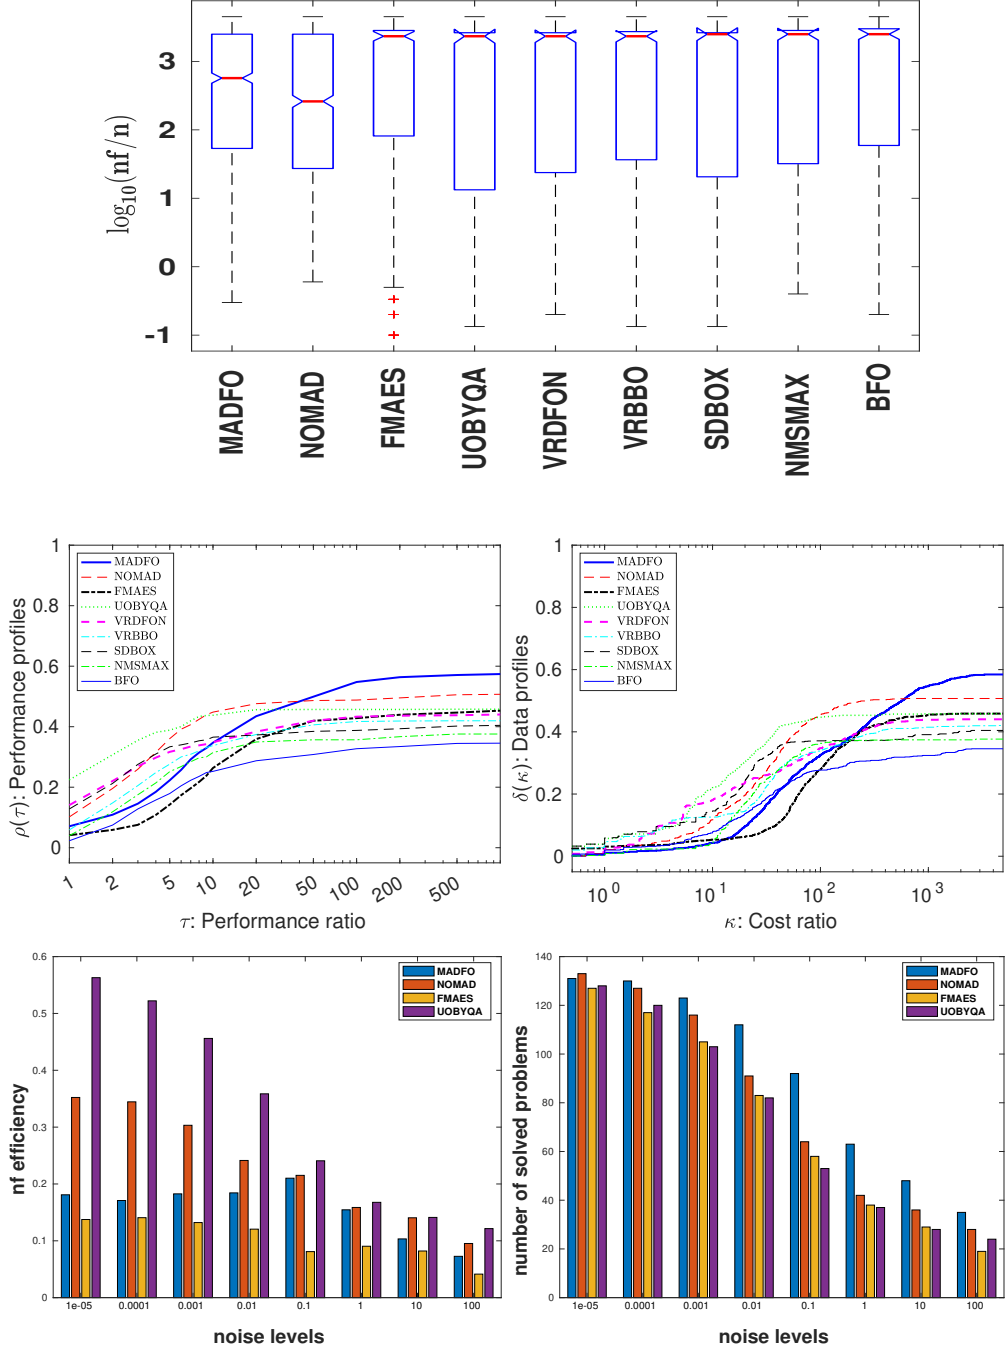 3
2
1
0
-1
log10(nf/n)
MADFO
NOMAD
FMAES
UOBYQA
VRDFON
VRBBO
SDBOX
NMSMAX
BFO
1
0.8
0.6
0.4
0.2
0
ρ(τ): Performance profiles
MADFO
NOMAD
FMAES
UOBYQA
VRDFON
VRBBO
SDBOX
NMSMAX
BFO
1
2
5
10
20
50
100
200
500
τ: Performance ratio
1
0.8
0.6
0.4
0.2
0
δ(κ): Data profiles
MADFO
NOMAD
FMAES
UOBYQA
VRDFON
VRBBO
SDBOX
NMSMAX
BFO
10^0
10^1
10^2
10^3
κ: Cost ratio
0.6
0.5
0.4
0.3
0.2
0.1
0
nf efficiency
MADFO
NOMAD
FMAES
UOBYQA
1e-05
0.0001
0.001
0.01
0.1
1
10
100
noise levels
140
120
100
80
60
40
20
0
number of solved problems
MADFO
NOMAD
FMAES
UOBYQA
1e-05
0.0001
0.001
0.01
0.1
1
10
100
noise levels